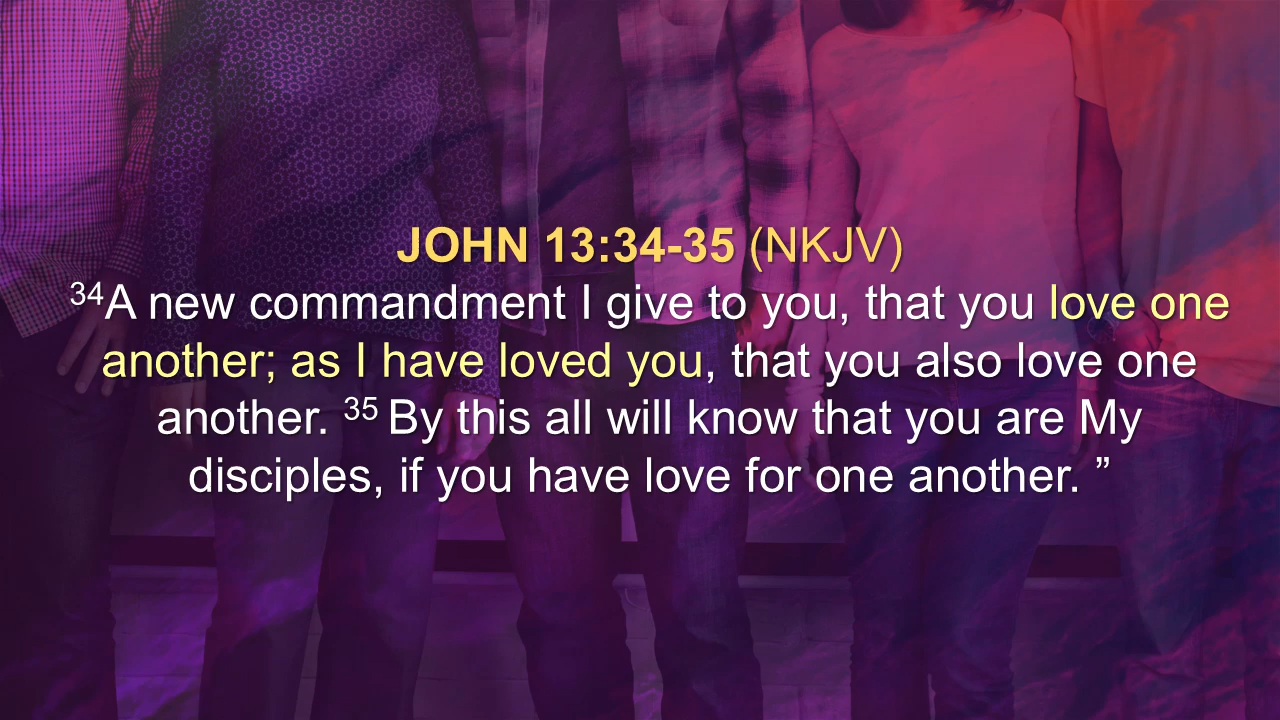 JOHN 13:34-35 (NKJV)
34A new commandment I give to you, that you love one
another; as I have loved you, that you also love one
another. 35 By this all will know that you are My
disciples, if you have love for one another. ”